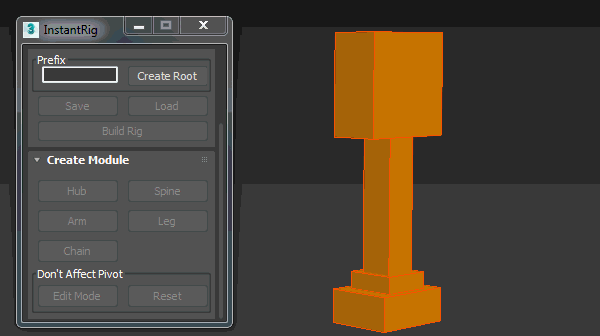 3 InstantRig
Prefix
Create Root
Save Load
Build Rig
Create Module
Hub Spine
Arm Leg
Chain
Don't Affect Pivot
Edit Mode Reset